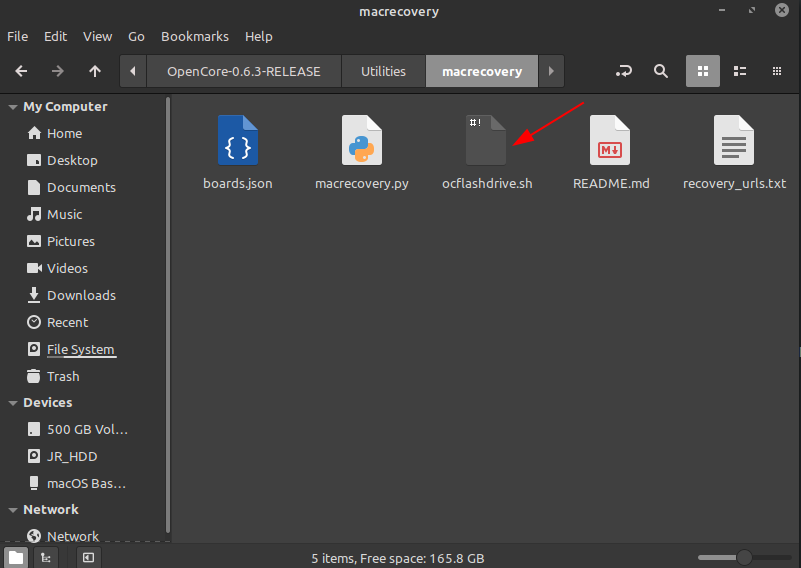 macrecovery
File Edit View Go Bookmarks Help
OpenCore-0.6.3-RELEASE Utilities macrecovery
My Computer
Home
Desktop
Documents
Music
Pictures
Videos
Downloads
Recent
File System
Trash
Devices
500 GB Vol...
JR_HDD
macOS Bas...
Network
Network
{ }
boards.json
macrecovery.py
#!
ocflashdrive.sh
M
README.md
recovery_urls.txt
5 items, Free space: 165.8 GB